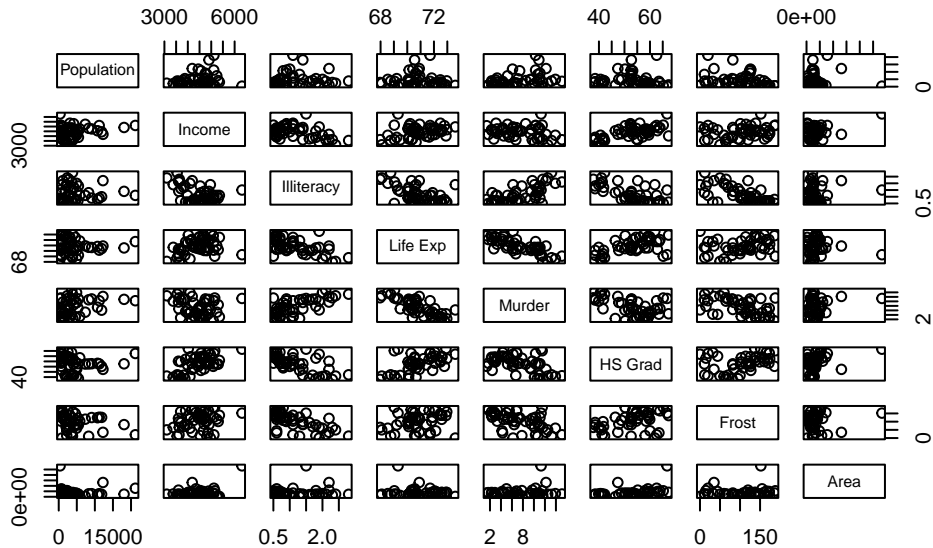 3000 6000 68 72 40 60 0e+00
Population 0
3000 Income
Illiteracy 0.5
68 Life Exp
Murder 2
40 HS Grad
Frost 0
0e+00 Area
0 15000 0.5 2.0 2 8 0 150